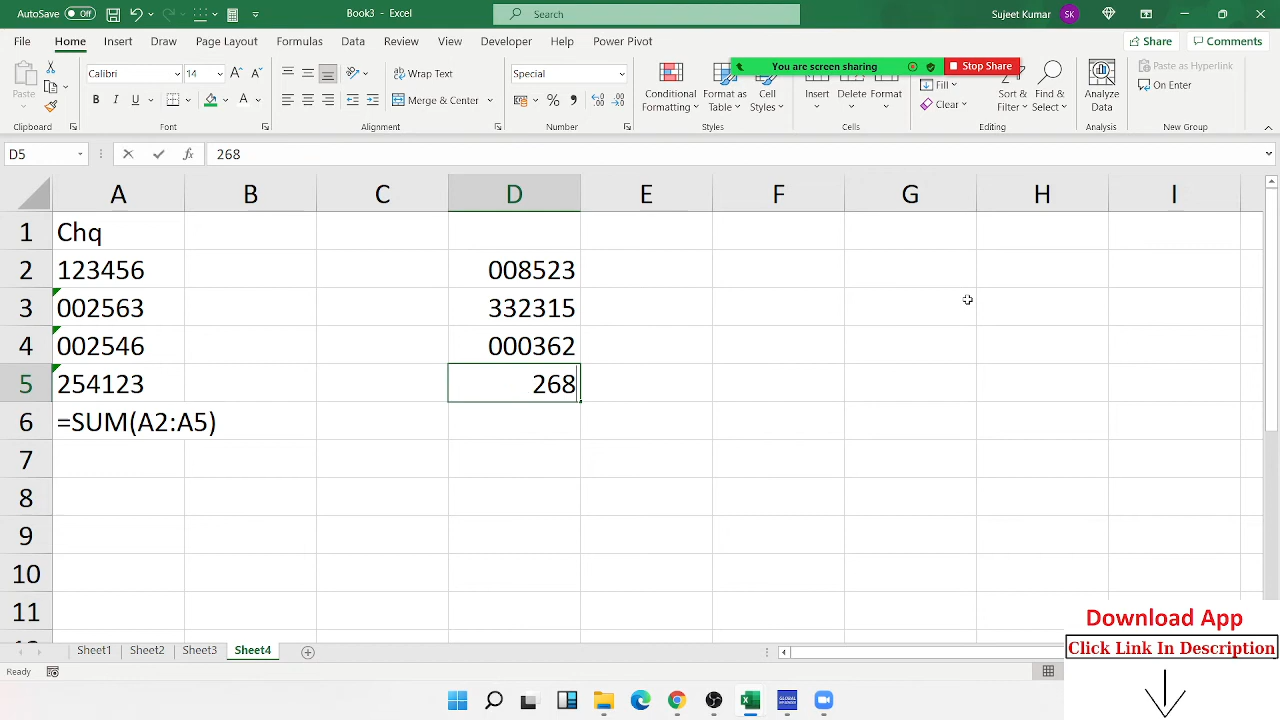 AutoSave Off Book3 - Excel Search Sujeet Kumar SK
File Home Insert Draw Page Layout Formulas Data Review View Developer Help Power Pivot Share Comments
You are screen sharing Stop Share
Paste Calibri 14 Wrap Text Special Conditional Formatting Format as Table Cell Styles Insert Delete Format Fill Sort & Filter Find & Select Analyze Data Paste as Hyperlink
B I U Merge & Center Clear On Enter
Clipboard Font Alignment Number Styles Cells Editing Analysis New Group
D5 fx 268
A B C D E F G H I
1 Chq
2 123456 008523
3 002563 332315
4 002546 000362
5 254123 268
6 =SUM(A2:A5)
7
8
9
10
11
Sheet1 Sheet2 Sheet3 Sheet4
Ready
Download App
Click Link In Description